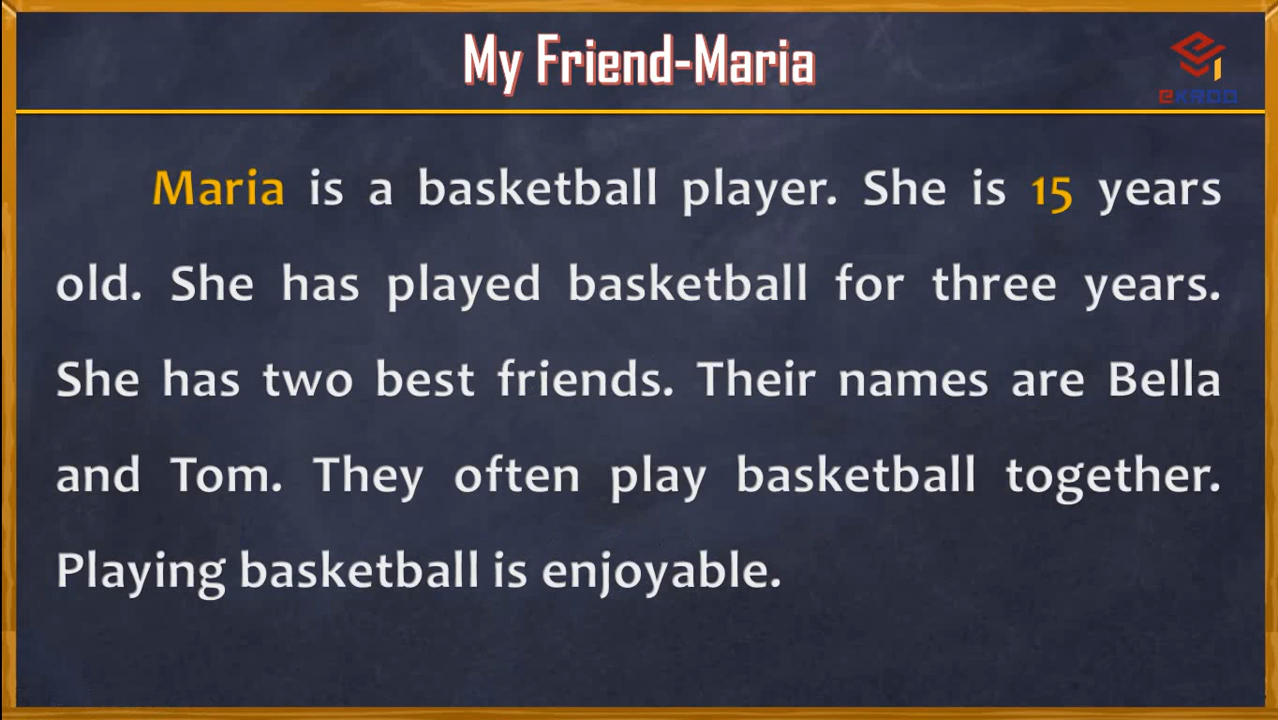 My Friend-Maria
eKADO
Maria is a basketball player. She is 15 years
old. She has played basketball for three years.
She has two best friends. Their names are Bella
and Tom. They often play basketball together.
Playing basketball is enjoyable.